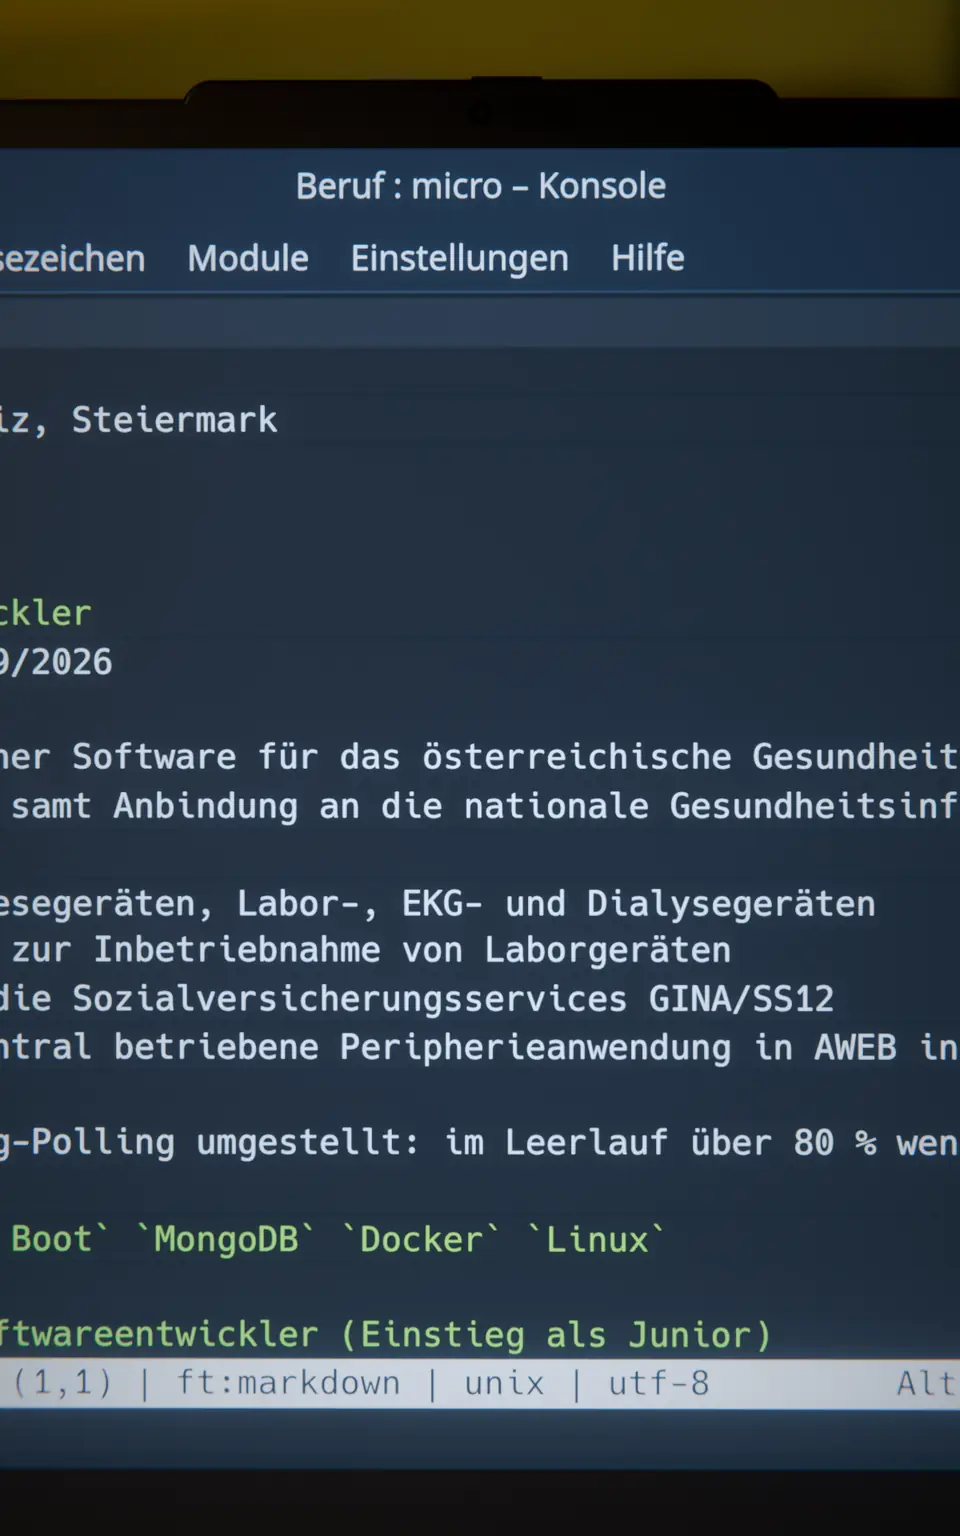 Beruf : micro – Konsole
sezeichen Module Einstellungen Hilfe
iz, Steiermark
ckler
9/2026
ner Software für das österreichische Gesundheit
samt Anbindung an die nationale Gesundheitsinf
esegeräten, Labor-, EKG- und Dialysegeräten
zur Inbetriebnahme von Laborgeräten
die Sozialversicherungsservices GINA/SS12
ntral betriebene Peripherieanwendung in AWEB in
g-Polling umgestellt: im Leerlauf über 80 % wen
Boot` `MongoDB` `Docker` `Linux`
ftwareentwickler (Einstieg als Junior)
(1,1) | ft:markdown | unix | utf-8 Alt